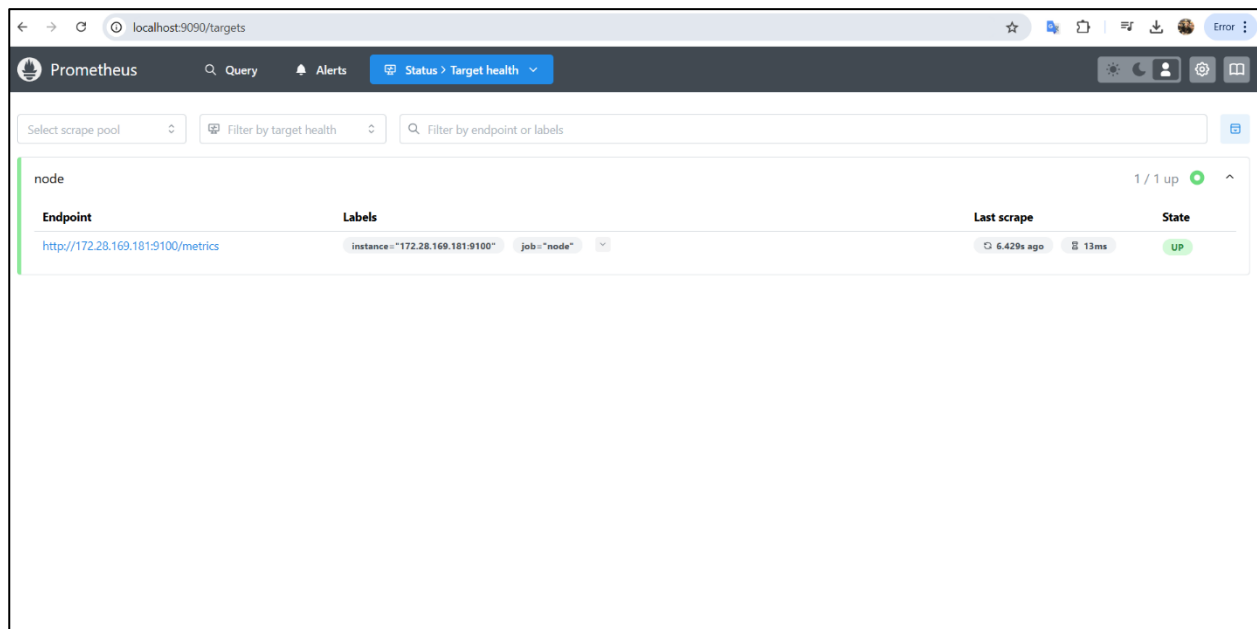 localhost:9090/targets
Error
Prometheus Query Alerts Status > Target health
Select scrape pool Filter by target health Filter by endpoint or labels
node 1 / 1 up
Endpoint Labels Last scrape State
http://172.28.169.181:9100/metrics instance="172.28.169.181:9100" job="node" 6.429s ago 13ms UP